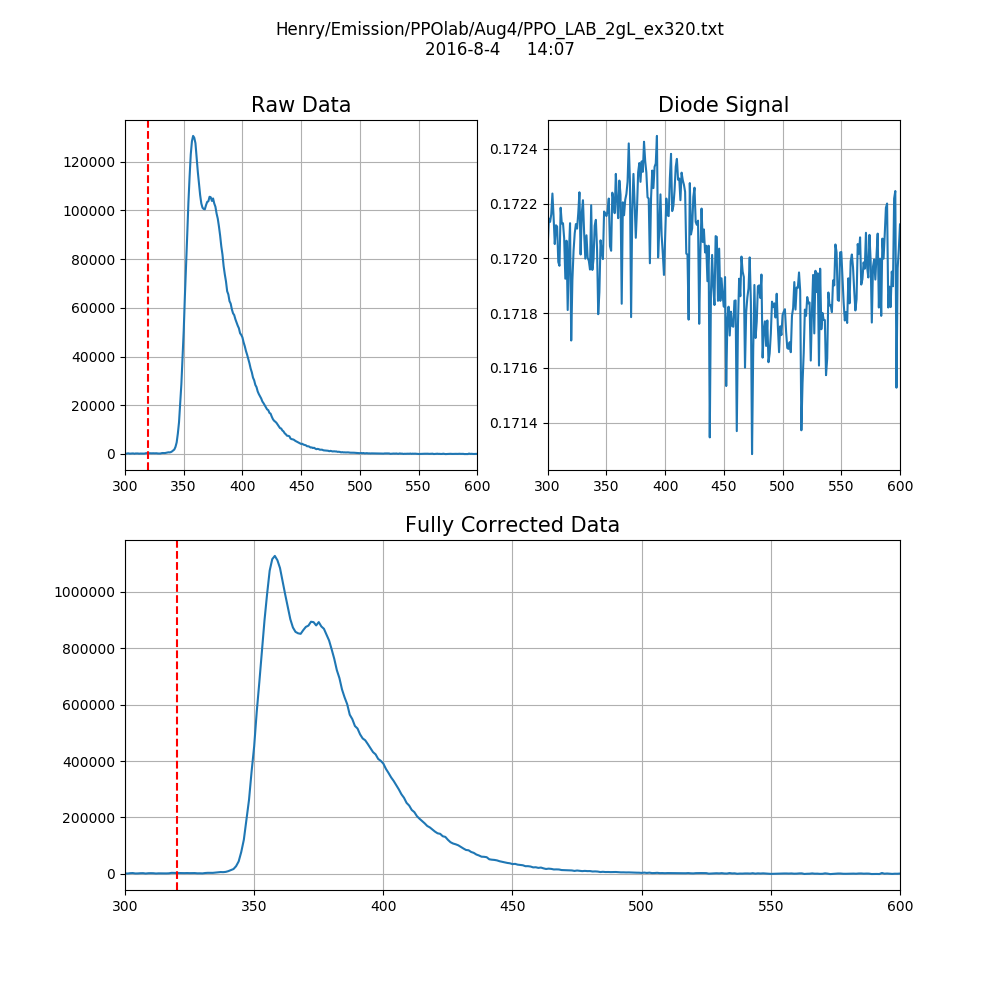 Henry/Emission/PPOlab/Aug4/PPO_LAB_2gL_ex320.txt
2016-8-4 14:07
Raw Data
120000
100000
80000
60000
40000
20000
0
300 350 400 450 500 550 600
Diode Signal
0.1724
0.1722
0.1720
0.1718
0.1716
0.1714
300 350 400 450 500 550 600
Fully Corrected Data
1000000
800000
600000
400000
200000
0
300 350 400 450 500 550 600